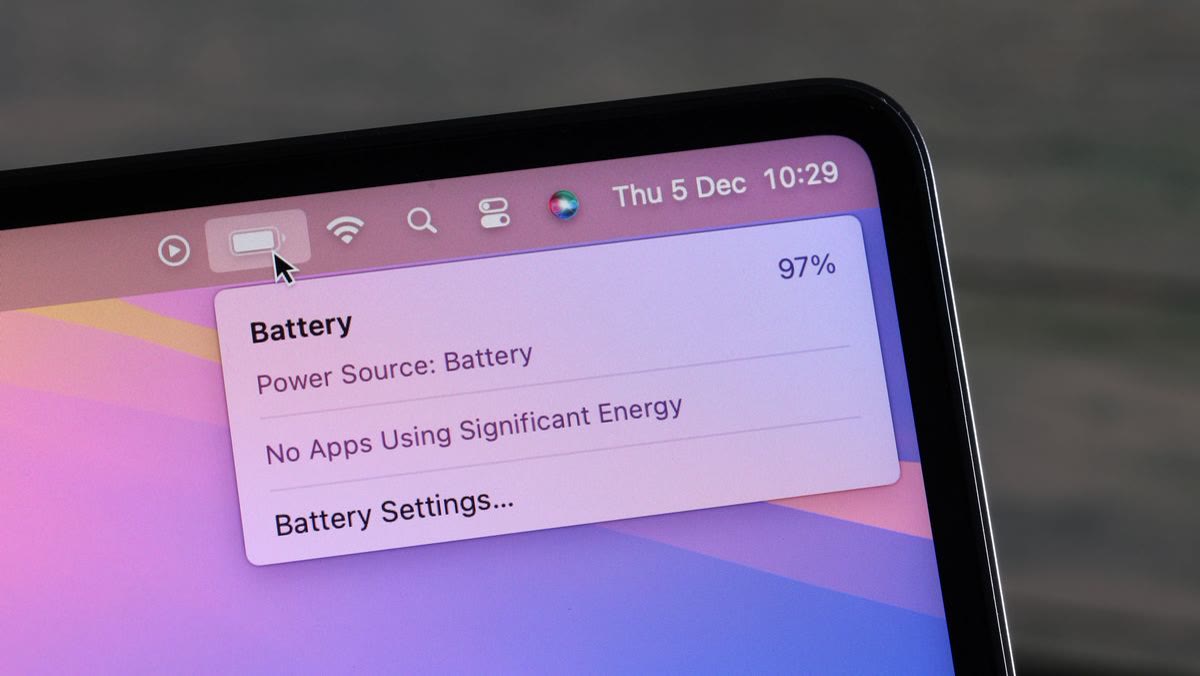 Thu 5 Dec 10:29
Battery 97%
Power Source: Battery
No Apps Using Significant Energy
Battery Settings...